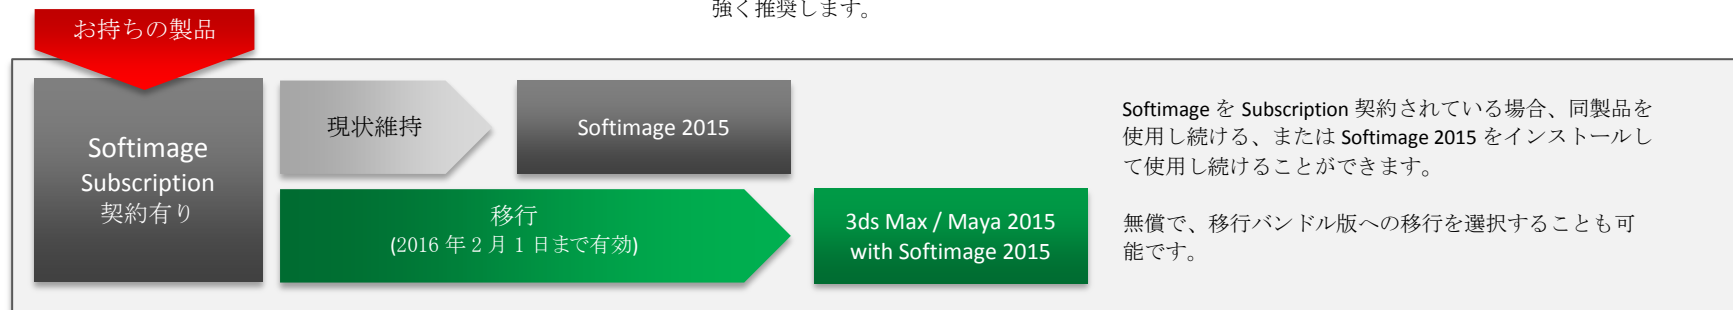 強く推奨します。
お持ちの製品
Softimage
Subscription
契約有り
現状維持
Softimage 2015
移行
(2016 年 2 月 1 日まで有効)
3ds Max / Maya 2015
with Softimage 2015
Softimage を Subscription 契約されている場合、同製品を
使用し続ける、または Softimage 2015 をインストールし
て使用し続けることができます。
無償で、移行バンドル版への移行を選択することも可
能です。